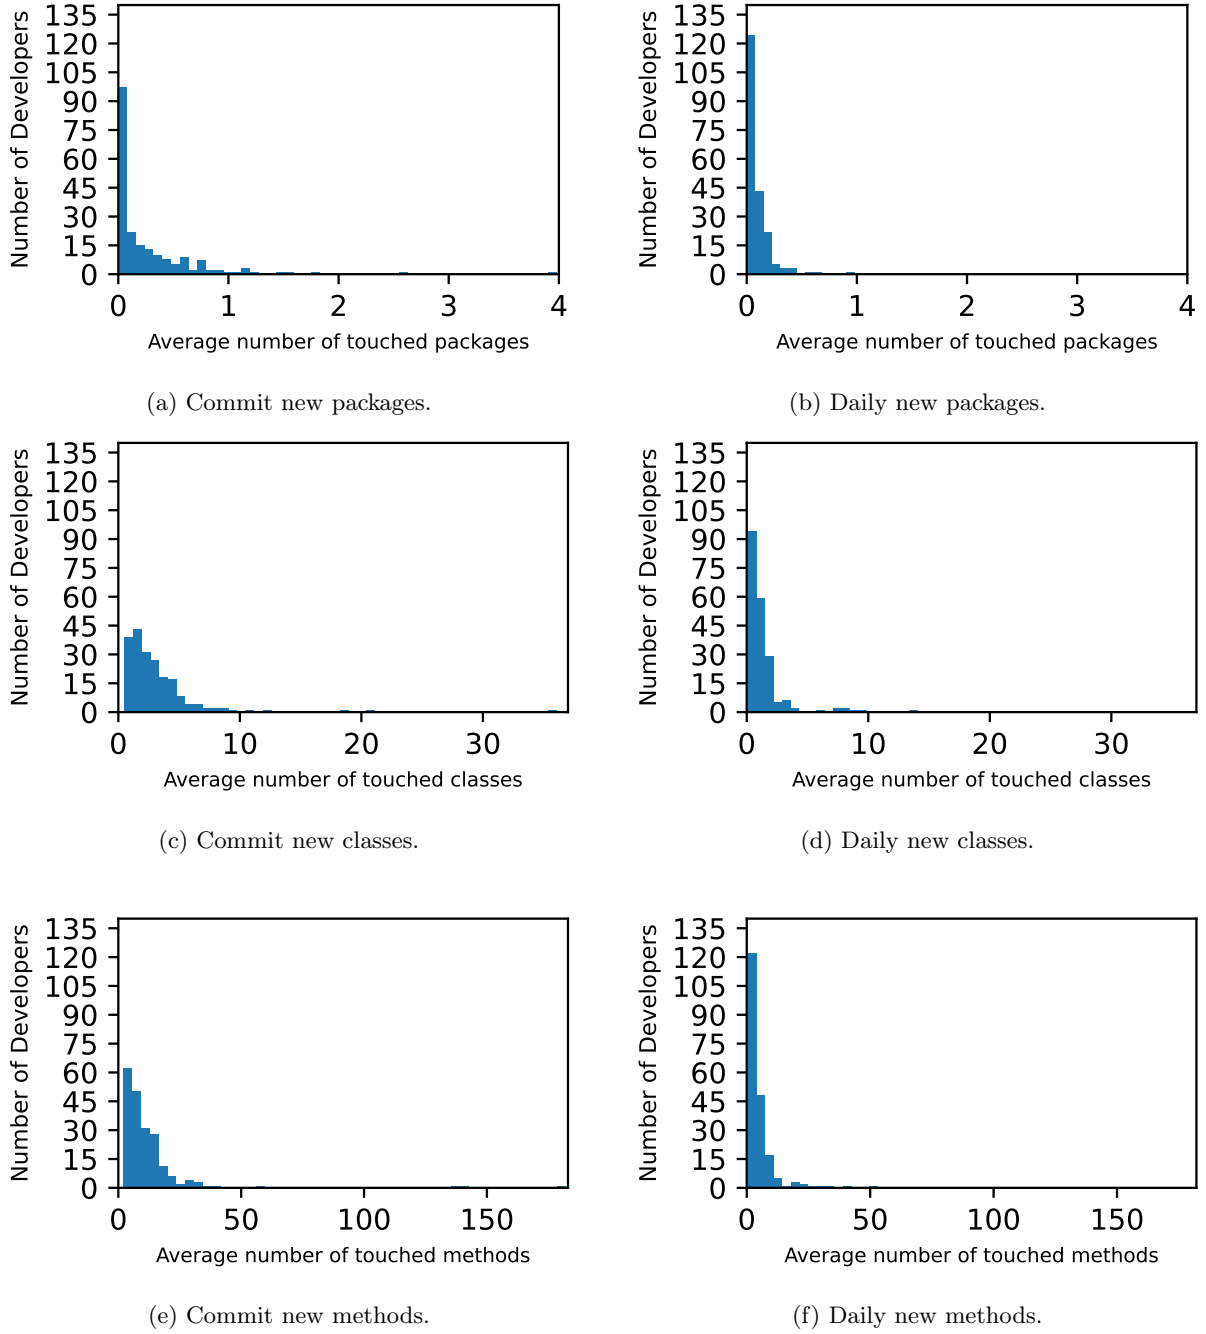 135
120
105
90
75
60
45
30
15
0
Number of Developers
0 1 2 3 4
Average number of touched packages
(a) Commit new packages.
135
120
105
90
75
60
45
30
15
0
Number of Developers
0 1 2 3 4
Average number of touched packages
(b) Daily new packages.
135
120
105
90
75
60
45
30
15
0
Number of Developers
0 10 20 30
Average number of touched classes
(c) Commit new classes.
135
120
105
90
75
60
45
30
15
0
Number of Developers
0 10 20 30
Average number of touched classes
(d) Daily new classes.
135
120
105
90
75
60
45
30
15
0
Number of Developers
0 50 100 150
Average number of touched methods
(e) Commit new methods.
135
120
105
90
75
60
45
30
15
0
Number of Developers
0 50 100 150
Average number of touched methods
(f) Daily new methods.